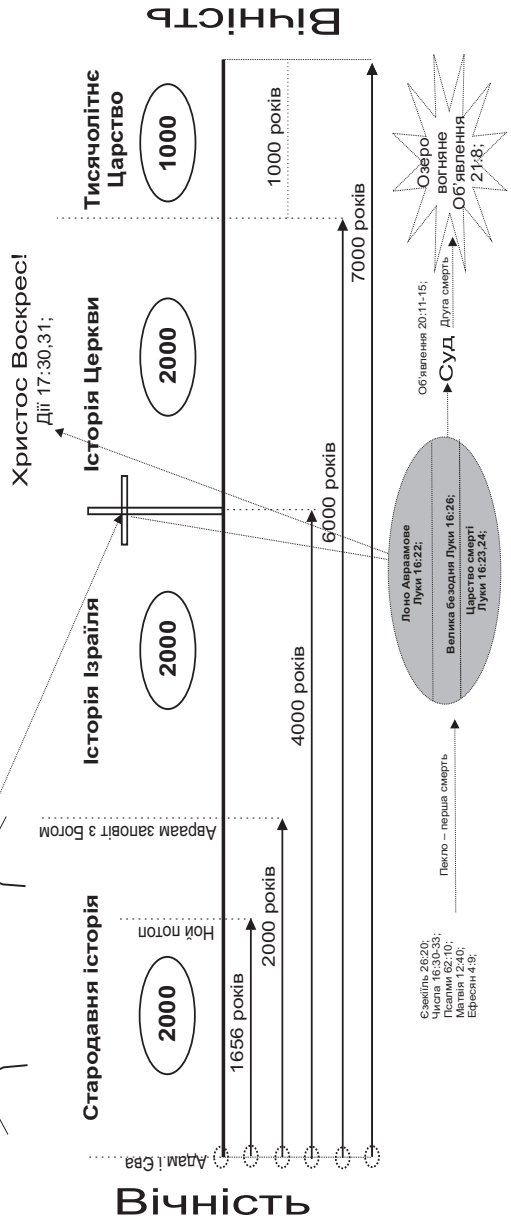 Вічність
Христос Воскрес!
Дії 17:30,31;
Стародавня історія
2000
Історія Ізраїля
2000
Історія Церкви
2000
Тисячолітнє
Царство
1000
Адам і Єва
Ной потоп
Авраам заповіт з Богом
1656 років
2000 років
4000 років
6000 років
7000 років
1000 років
Вічність
Єзекіїль 26:20;
Числа 16:30-33;
Псалми 62:10;
Матвія 12:40;
Ефесян 4:9;
Пекло – перша смерть
Лоно Авраамове
Луки 16:22;
Велика безодня Луки 16:26;
Царство смерті
Луки 16:23,24;
Об'явлення 20:11-15;
Суд
Друга смерть
Озеро
вогняне
Об'явлення
21:8;